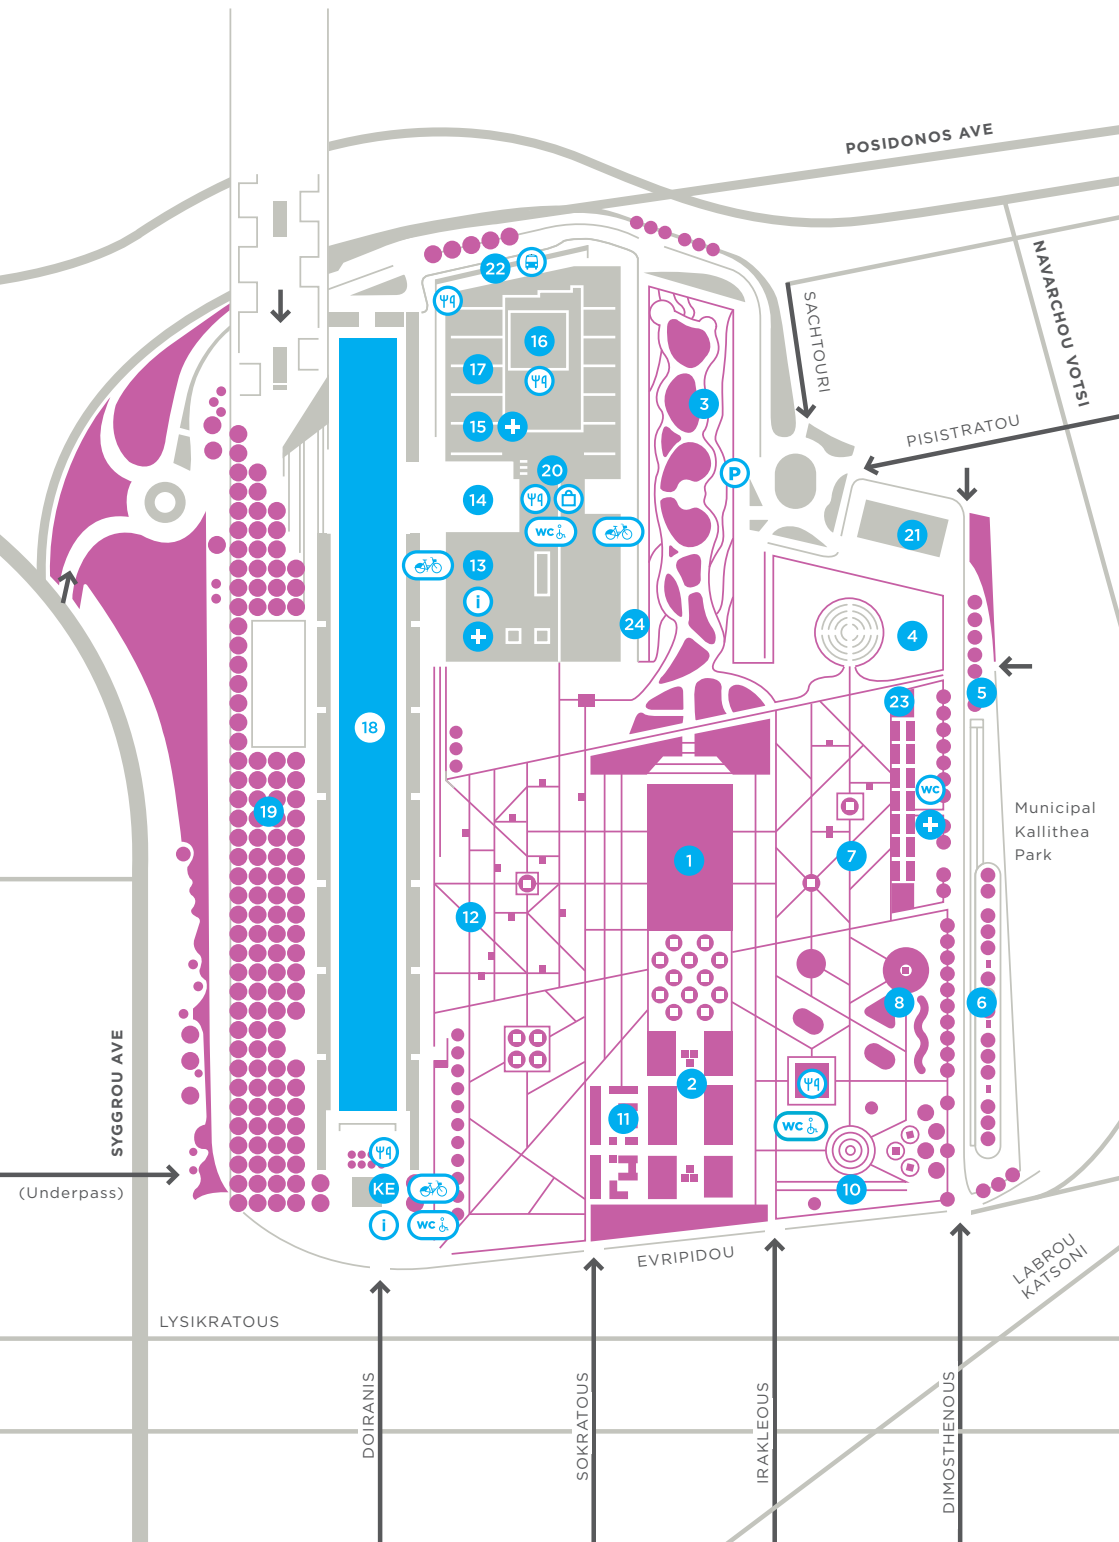 POSIDONOS AVE
NAVARCHOU VOTSI
SACHTOURI
PISISTRATOU
22
16
17
3
15
20
P
14
21
WC
13
i
24
4
5
23
18
WC
19
Municipal
Kallithea
Park
1
7
12
8
6
2
11
WC
SYGGROU AVE
(Underpass)
KE
10
i
WC
EVRIPIDOU
LABROU
KATSONI
LYSIKRATOUS
DOIRANIS
SOKRATOUS
IRAKLEOUS
DIMOSTHENOUS